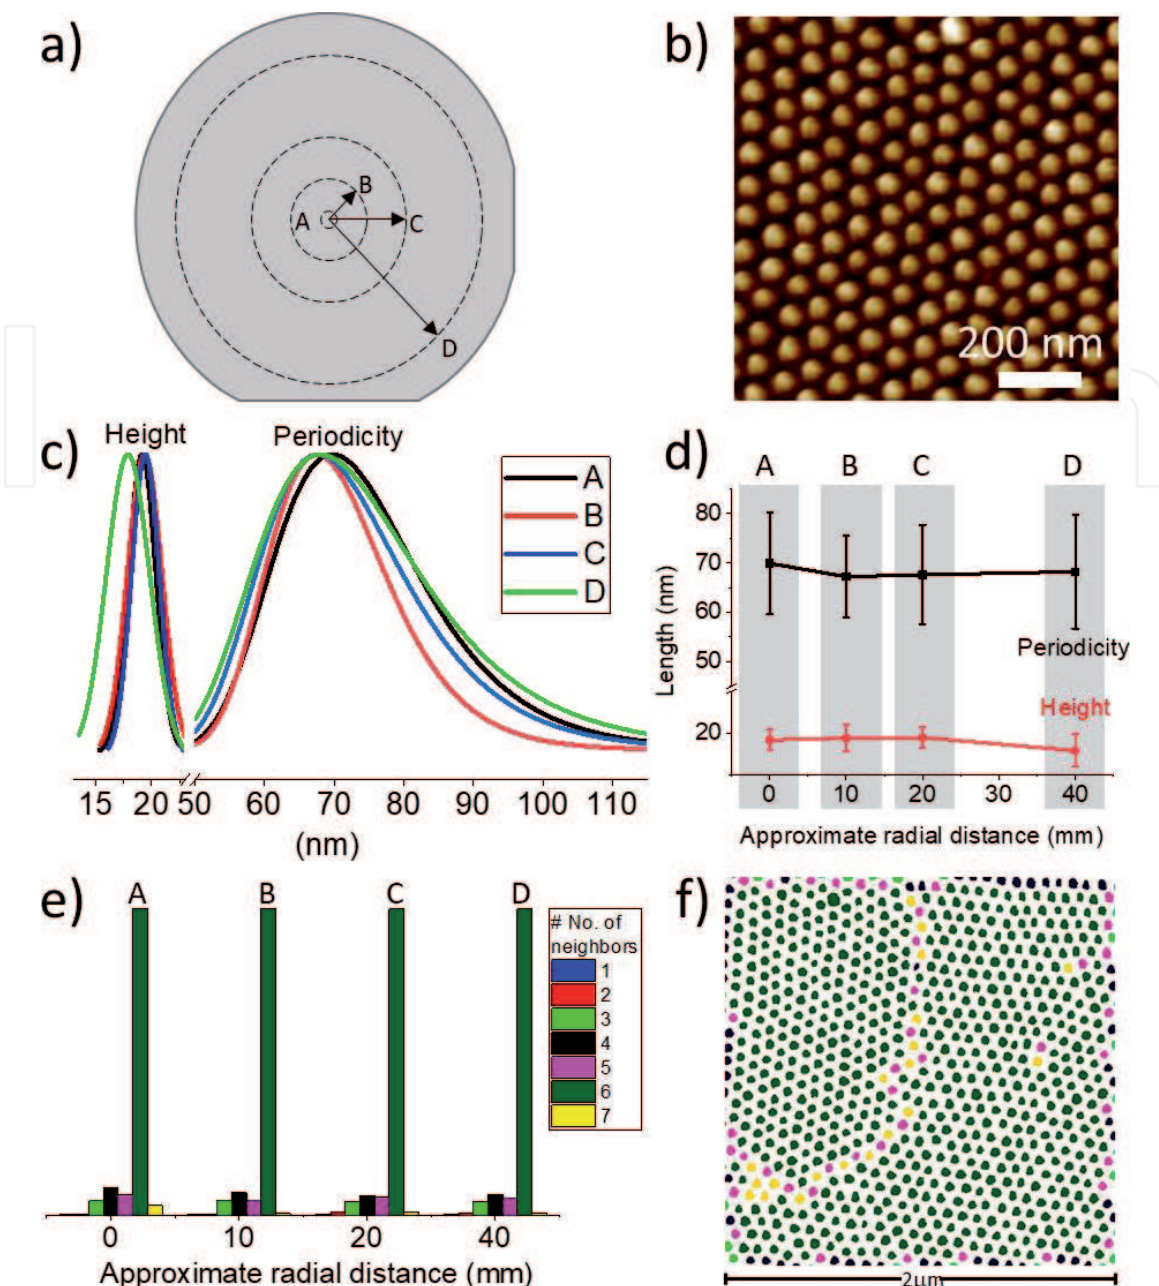 a)
A
B
C
D
b)
200 nm
c)
Height
Periodicity
A
B
C
D
15
20
50
60
70
80
90
100
110
(nm)
d)
A
B
C
D
Length (nm)
80
70
60
50
20
Periodicity
Height
0
10
20
30
40
Approximate radial distance (mm)
e)
A
B
C
D
# No. of
neighbors
1
2
3
4
5
6
7
0
10
20
40
Approximate radial distance (mm)
f)
2µm